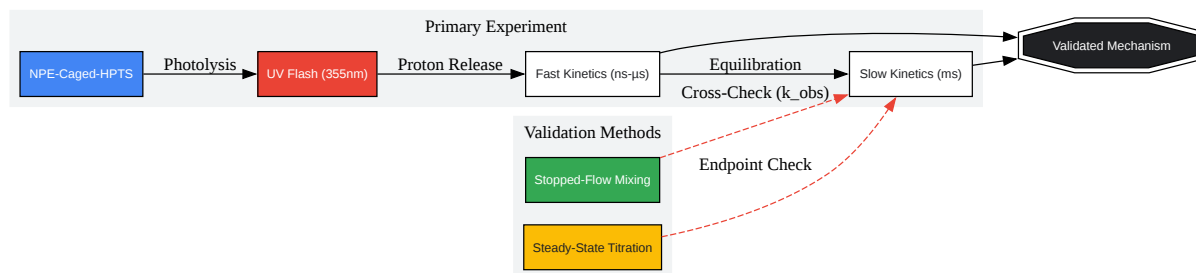 Primary Experiment
NPE-Caged-HPTS
Photolysis
UV Flash (355nm)
Proton Release
Fast Kinetics (ns-µs)
Equilibration
Slow Kinetics (ms)
Validated Mechanism
Cross-Check (k_obs)
Validation Methods
Stopped-Flow Mixing
Endpoint Check
Steady-State Titration